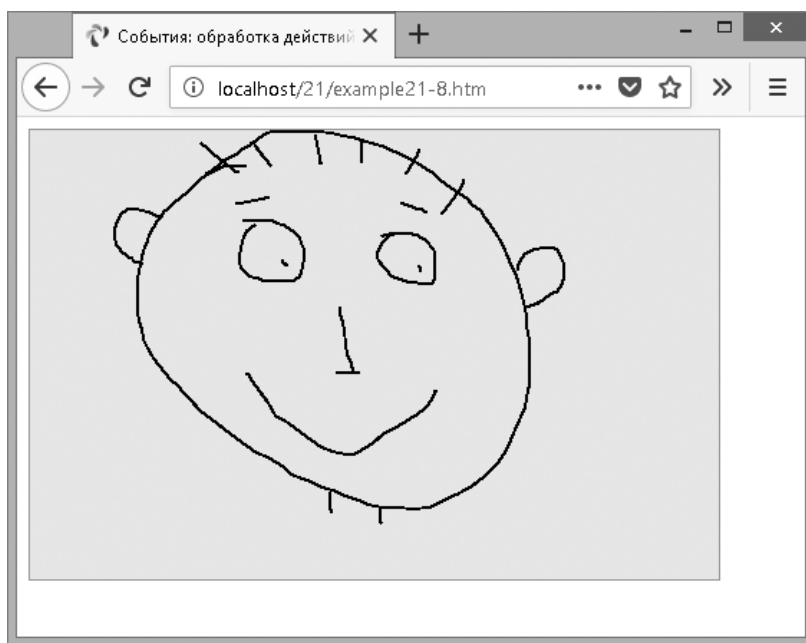 События: обработка действий
localhost/21/example21-8.htm